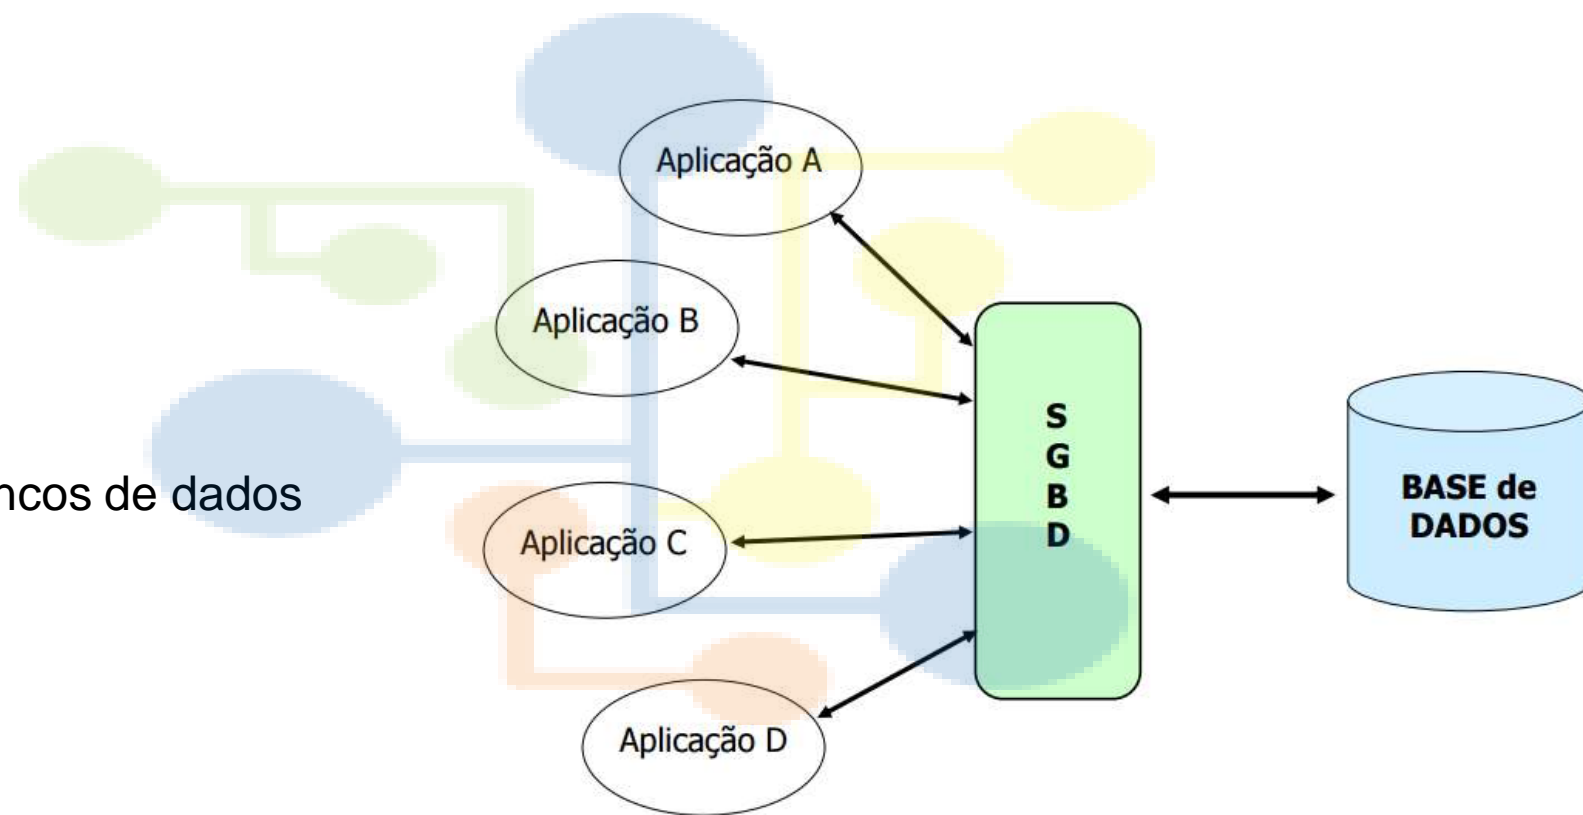 Aplicação A
Aplicação B
ncos de dados
Aplicação C
Aplicação D
S
G
B
D
BASE de
DADOS